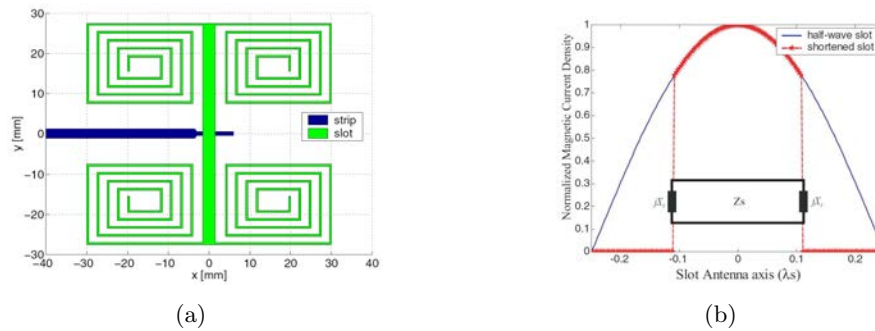 30
20
10
0
−10
−20
−30
−40 −30 −20 −10 0 10 20 30 40
y [mm]
x [mm]
strip
slot
(a)
1
0.9
0.8
0.7
0.6
0.5
0.4
0.3
0.2
0.1
0
-0.2 -0.1 0 0.1 0.2
Normalized Magnetic Current Density
Slot Antenna axis (λs)
half-wave slot
shortened slot
Zs
(b)